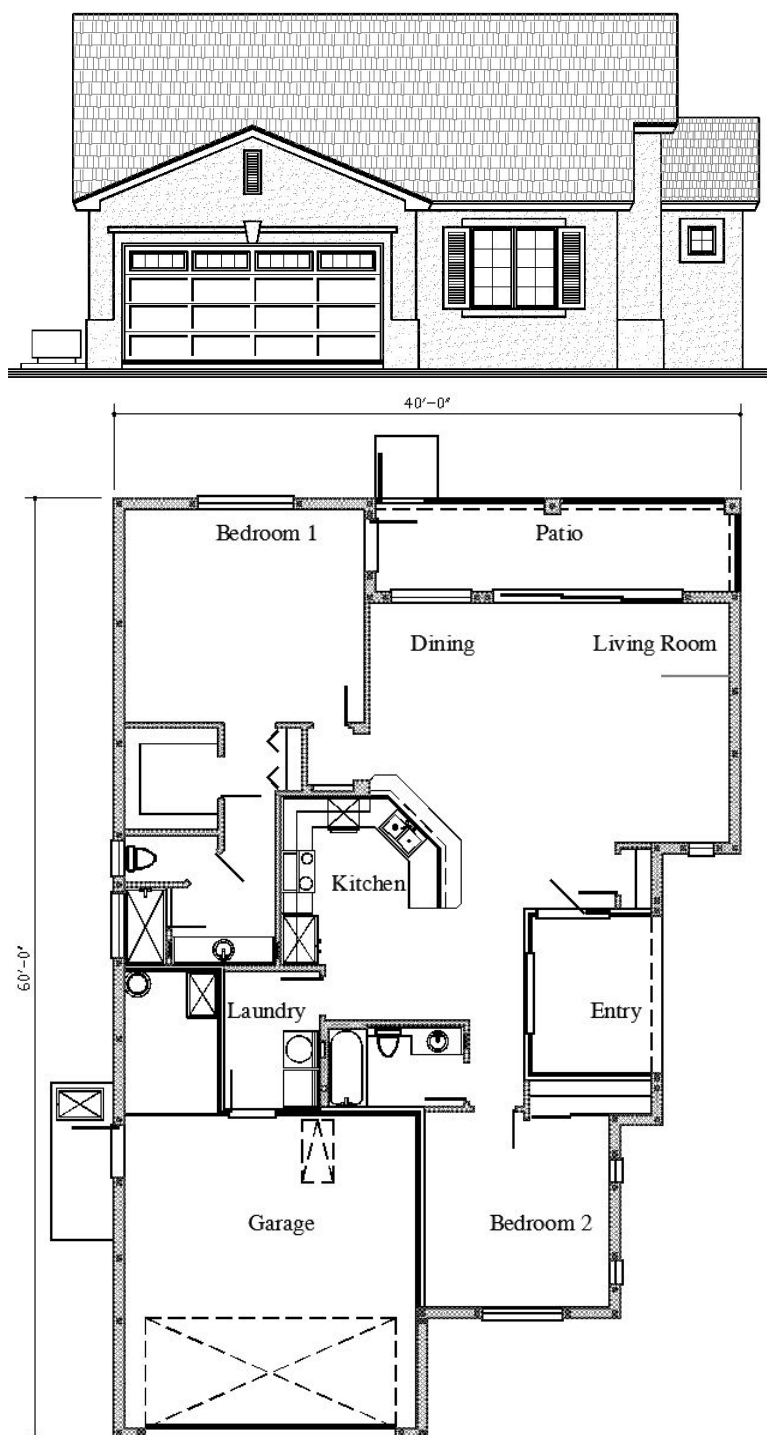 40'-0"
Bedroom 1
Patio
Dining
Living Room
Kitchen
60'-0"
Laundry
Entry
Garage
Bedroom 2